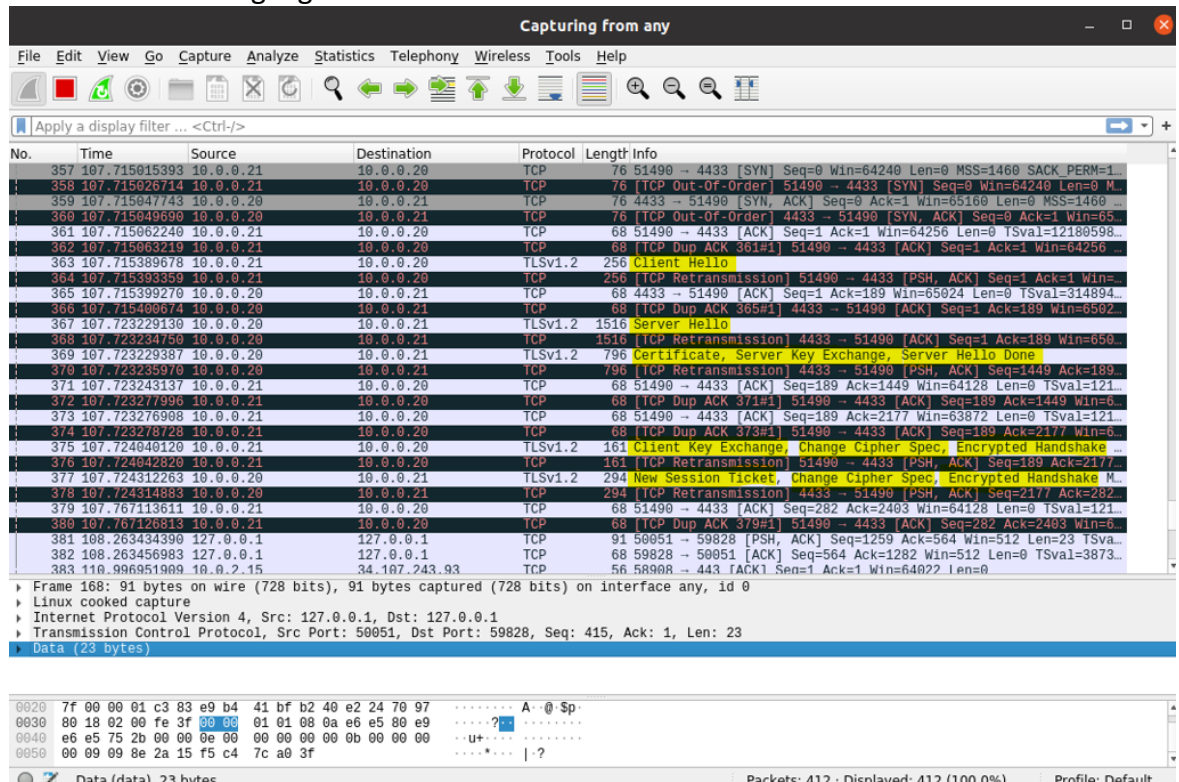 Capturing from any
File Edit View Go Capture Analyze Statistics Telephony Wireless Tools Help
Apply a display filter ... <Ctrl-/>
No. Time Source Destination Protocol Length Info
357 107.715015393 10.0.0.21 10.0.0.20 TCP 76 51490 → 4433 [SYN] Seq=0 Win=64240 Len=0 MSS=1460 SACK_PERM=1…
358 107.715026714 10.0.0.21 10.0.0.20 TCP 76 [TCP Out-Of-Order] 51490 → 4433 [SYN] Seq=0 Win=64240 Len=0 M…
359 107.715047743 10.0.0.20 10.0.0.21 TCP 76 4433 → 51490 [SYN, ACK] Seq=0 Ack=1 Win=65160 Len=0 MSS=1460 …
360 107.715049690 10.0.0.20 10.0.0.21 TCP 76 [TCP Out-Of-Order] 4433 → 51490 [SYN, ACK] Seq=0 Ack=1 Win=65…
361 107.715062240 10.0.0.21 10.0.0.20 TCP 68 51490 → 4433 [ACK] Seq=1 Ack=1 Win=64256 Len=0 TSval=12180598…
362 107.715063219 10.0.0.21 10.0.0.20 TCP 68 [TCP Dup ACK 361#1] 51490 → 4433 [ACK] Seq=1 Ack=1 Win=64256 …
363 107.715389678 10.0.0.21 10.0.0.20 TLSv1.2 256 Client Hello
364 107.715393359 10.0.0.21 10.0.0.20 TCP 256 [TCP Retransmission] 51490 → 4433 [PSH, ACK] Seq=1 Ack=1 Win=…
365 107.715399270 10.0.0.20 10.0.0.21 TCP 68 4433 → 51490 [ACK] Seq=1 Ack=189 Win=65024 Len=0 TSval=314894…
366 107.715400674 10.0.0.20 10.0.0.21 TCP 68 [TCP Dup ACK 365#1] 4433 → 51490 [ACK] Seq=1 Ack=189 Win=6502…
367 107.723229130 10.0.0.20 10.0.0.21 TLSv1.2 1516 Server Hello
368 107.723234750 10.0.0.20 10.0.0.21 TCP 1516 [TCP Retransmission] 4433 → 51490 [ACK] Seq=1 Ack=189 Win=650…
369 107.723229387 10.0.0.20 10.0.0.21 TLSv1.2 796 Certificate, Server Key Exchange, Server Hello Done
370 107.723235970 10.0.0.20 10.0.0.21 TCP 796 [TCP Retransmission] 4433 → 51490 [PSH, ACK] Seq=1449 Ack=189…
371 107.723243137 10.0.0.21 10.0.0.20 TCP 68 51490 → 4433 [ACK] Seq=189 Ack=1449 Win=64128 Len=0 TSval=121…
372 107.723277996 10.0.0.21 10.0.0.20 TCP 68 [TCP Dup ACK 371#1] 51490 → 4433 [ACK] Seq=189 Ack=1449 Win=6…
373 107.723276908 10.0.0.21 10.0.0.20 TCP 68 51490 → 4433 [ACK] Seq=189 Ack=2177 Win=63872 Len=0 TSval=121…
374 107.723278728 10.0.0.21 10.0.0.20 TCP 68 [TCP Dup ACK 373#1] 51490 → 4433 [ACK] Seq=189 Ack=2177 Win=6…
375 107.724040120 10.0.0.21 10.0.0.20 TLSv1.2 161 Client Key Exchange, Change Cipher Spec, Encrypted Handshake …
376 107.724042820 10.0.0.21 10.0.0.20 TCP 161 [TCP Retransmission] 51490 → 4433 [PSH, ACK] Seq=189 Ack=2177…
377 107.724312263 10.0.0.20 10.0.0.21 TLSv1.2 294 New Session Ticket, Change Cipher Spec, Encrypted Handshake M…
378 107.724314883 10.0.0.20 10.0.0.21 TCP 294 [TCP Retransmission] 4433 → 51490 [PSH, ACK] Seq=2177 Ack=282…
379 107.767113611 10.0.0.21 10.0.0.20 TCP 68 51490 → 4433 [ACK] Seq=282 Ack=2403 Win=64128 Len=0 TSval=121…
380 107.767126813 10.0.0.21 10.0.0.20 TCP 68 [TCP Dup ACK 379#1] 51490 → 4433 [ACK] Seq=282 Ack=2403 Win=6…
381 108.263434390 127.0.0.1 127.0.0.1 TCP 91 50051 → 59828 [PSH, ACK] Seq=1259 Ack=564 Win=512 Len=23 TSva…
382 108.263456983 127.0.0.1 127.0.0.1 TCP 68 59828 → 50051 [ACK] Seq=564 Ack=1282 Win=512 Len=0 TSval=3873…
383 110.996951909 10.0.2.15 34.107.243.93 TCP 56 58908 → 443 [ACK] Seq=1 Ack=1 Win=64022 Len=0
Frame 168: 91 bytes on wire (728 bits), 91 bytes captured (728 bits) on interface any, id 0
Linux cooked capture
Internet Protocol Version 4, Src: 127.0.0.1, Dst: 127.0.0.1
Transmission Control Protocol, Src Port: 50051, Dst Port: 59828, Seq: 415, Ack: 1, Len: 23
Data (23 bytes)
0020 7f 00 00 01 c3 83 e9 b4 41 bf b2 40 e2 24 70 97 ········ A··@·$p·
0030 80 18 02 00 fe 3f 00 00 01 01 08 0a e6 e5 80 e9 ·····?·· ········
0040 e6 e5 75 2b 00 00 0e 00 00 00 00 00 0b 00 00 00 ··u+···· ········
0050 00 09 09 8e 2a 15 f5 c4 7c a0 3f ····*··· |·?
Data (data), 23 bytes
Packets: 412 · Displayed: 412 (100.0%)
Profile: Default